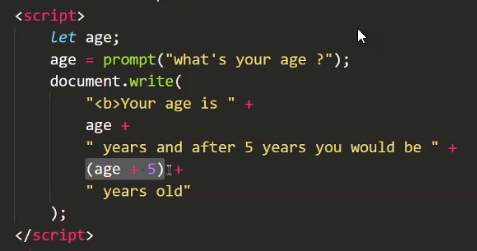 <script>
let age;
age = prompt("what's your age ?");
document.write(
"<b>Your age is " +
age +
" years and after 5 years you would be " +
(age + 5) +
" years old"
);
</script>